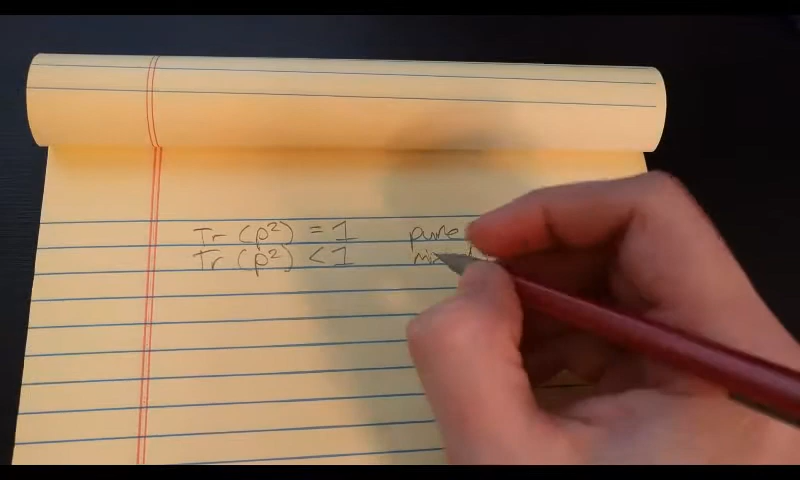 Tr (ρ²) = 1 pure
Tr (ρ²) < 1